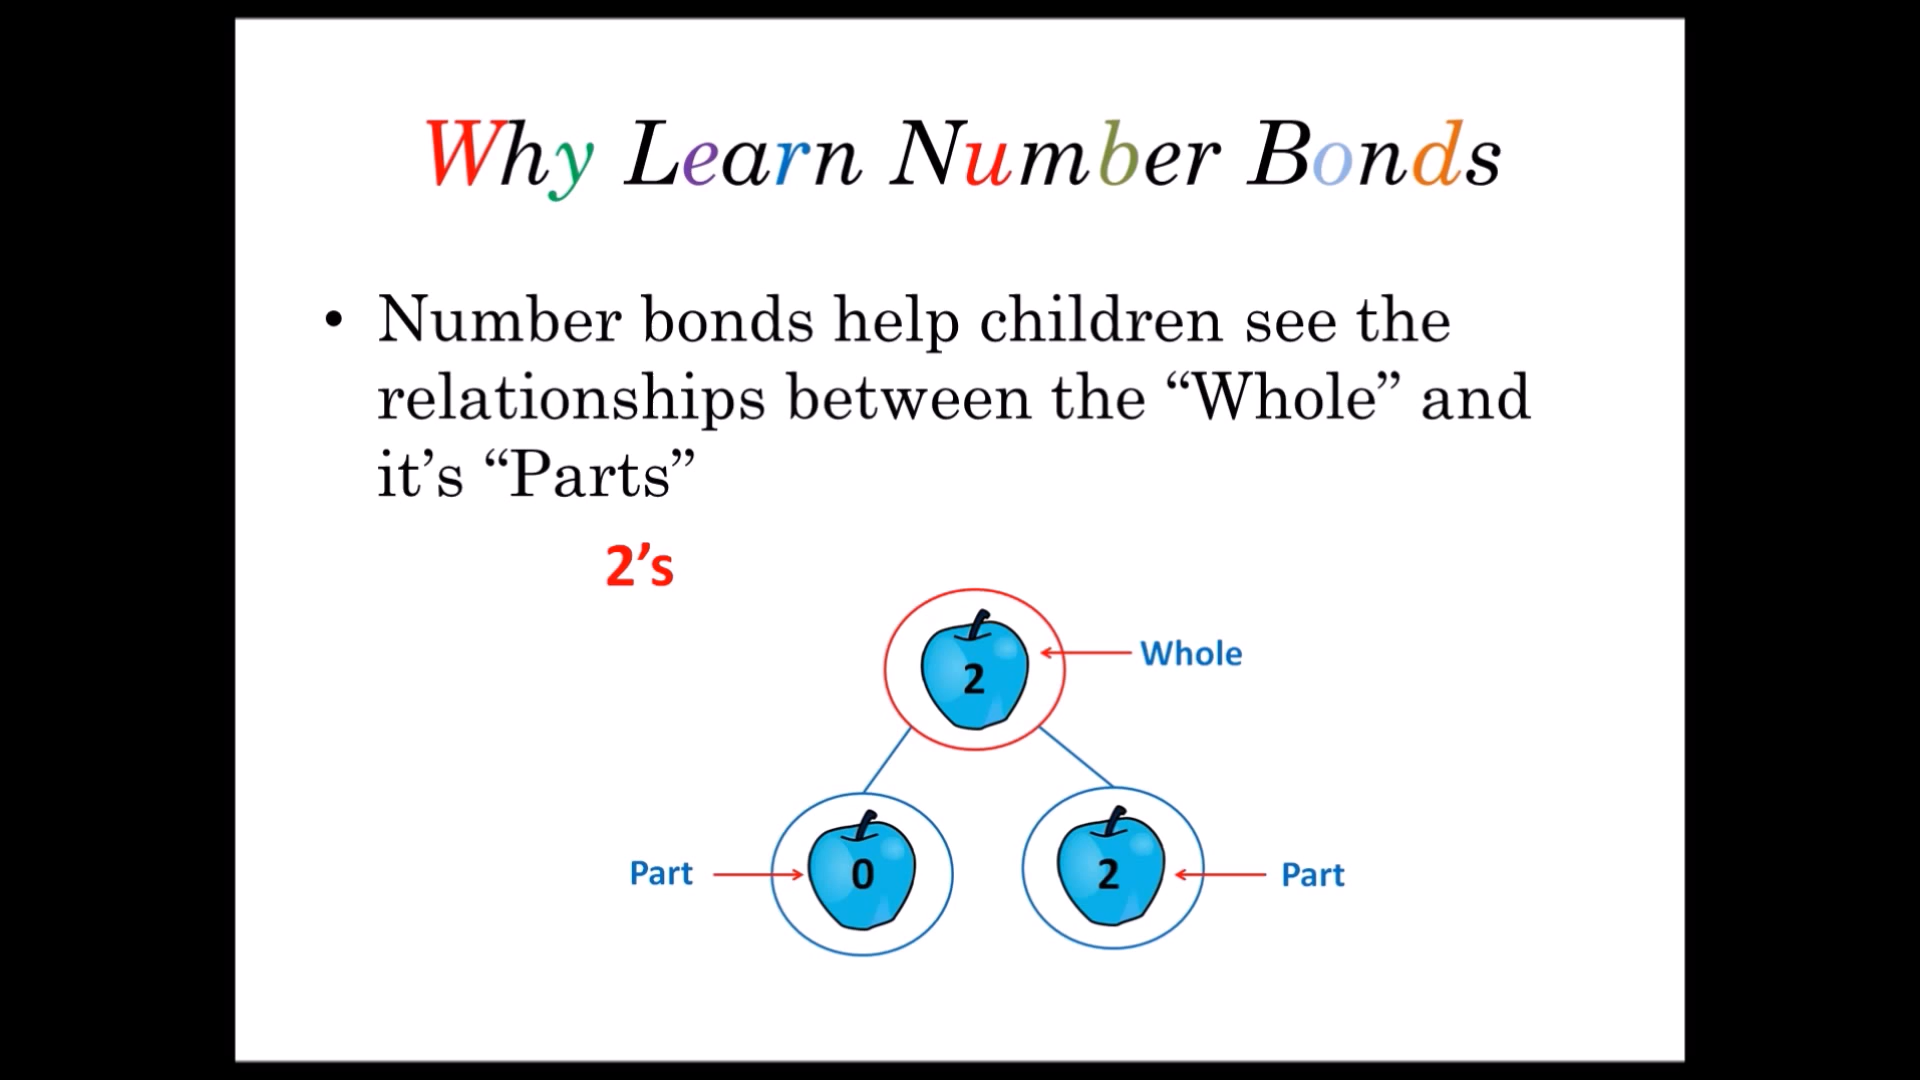 Why Learn Number Bonds
• Number bonds help children see the
relationships between the “Whole” and
it’s “Parts”
2’s
2
Whole
Part
0
2
Part